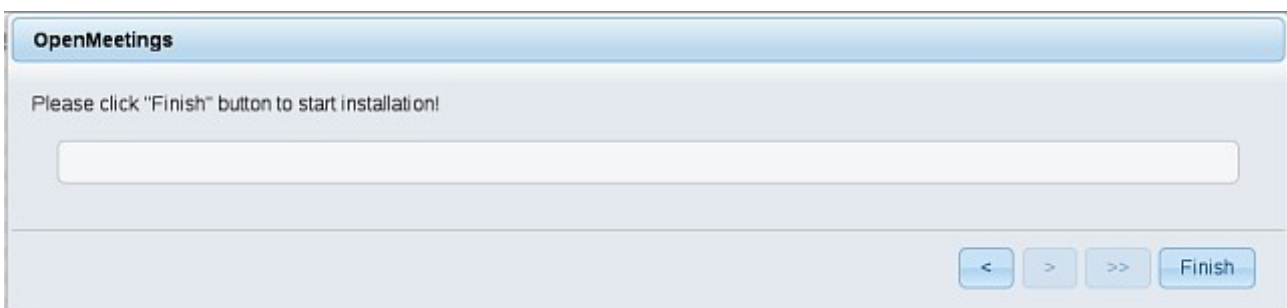 OpenMeetings
Please click "Finish" button to start installation!
< > >> Finish